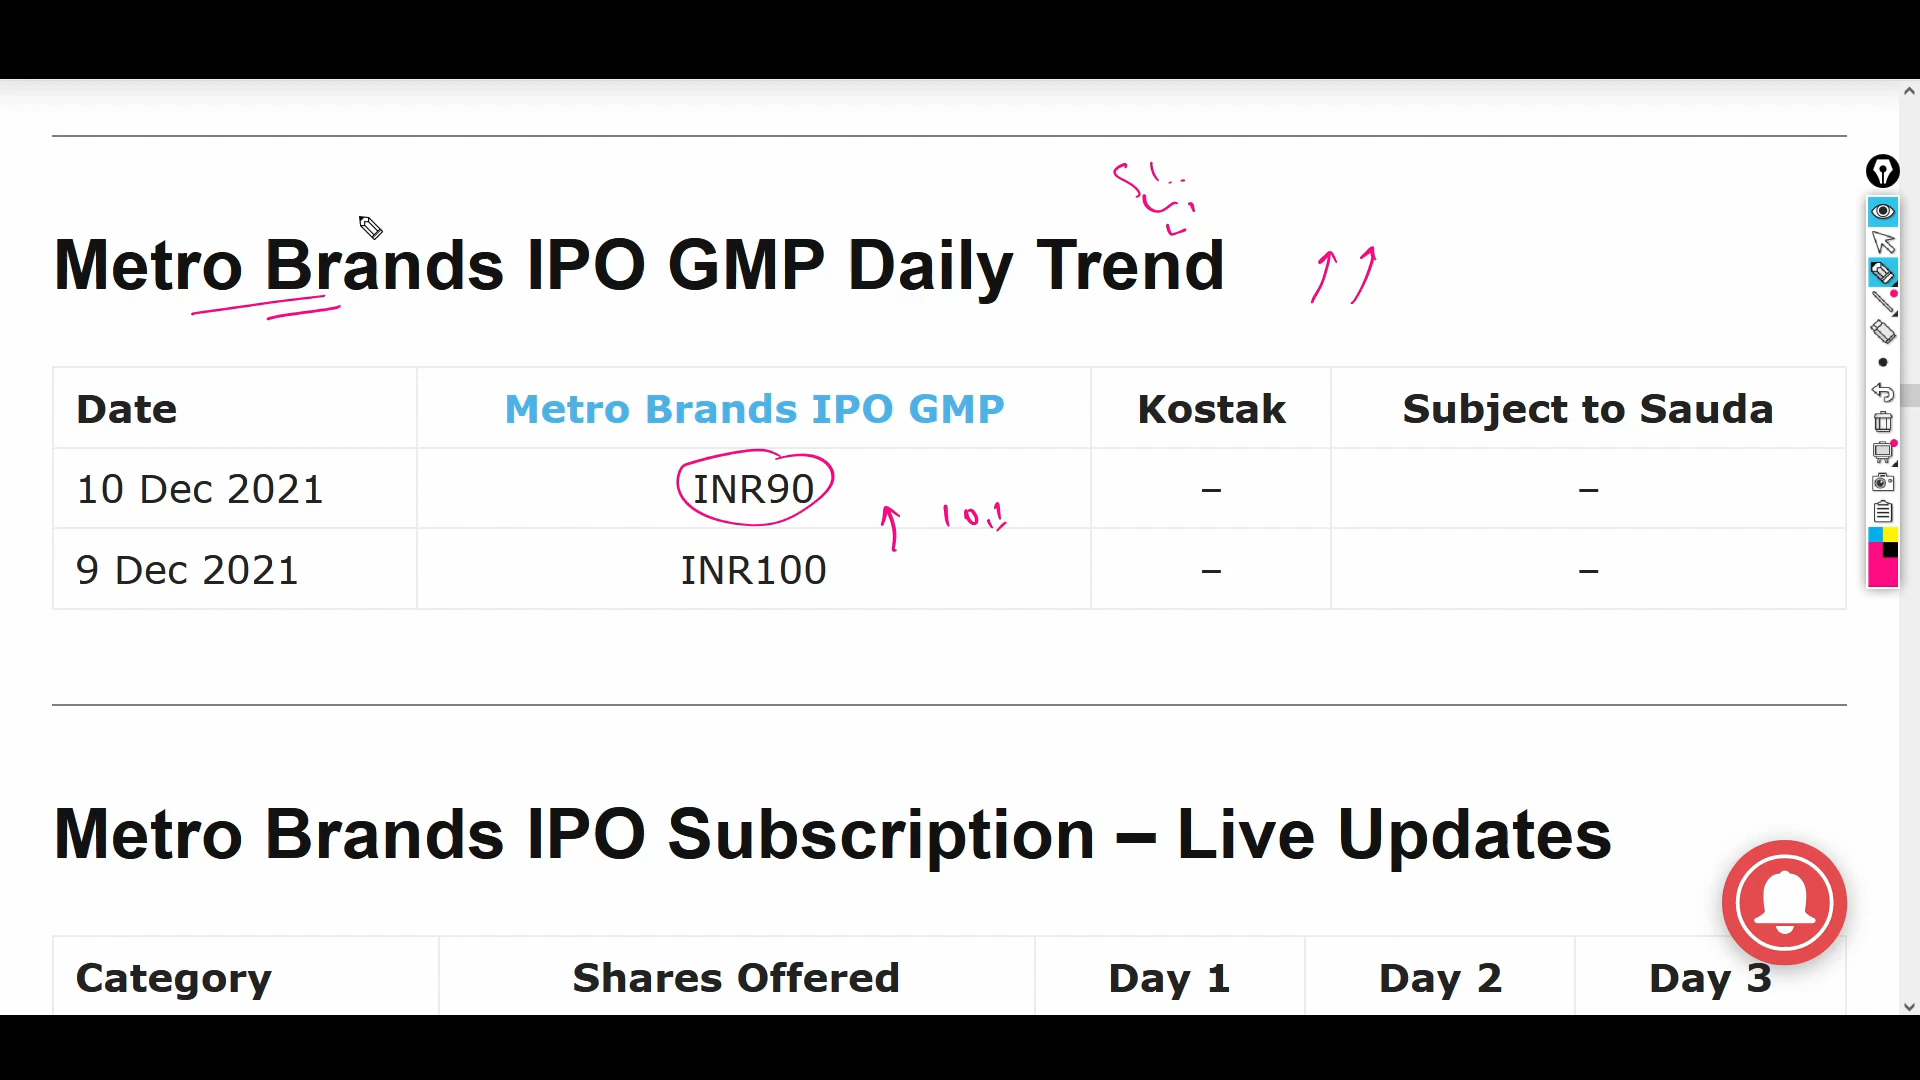 Metro Brands IPO GMP Daily Trend
Date Metro Brands IPO GMP Kostak Subject to Sauda
10 Dec 2021 INR90 – –
9 Dec 2021 INR100 – –
Metro Brands IPO Subscription – Live Updates
Category Shares Offered Day 1 Day 2 Day 3